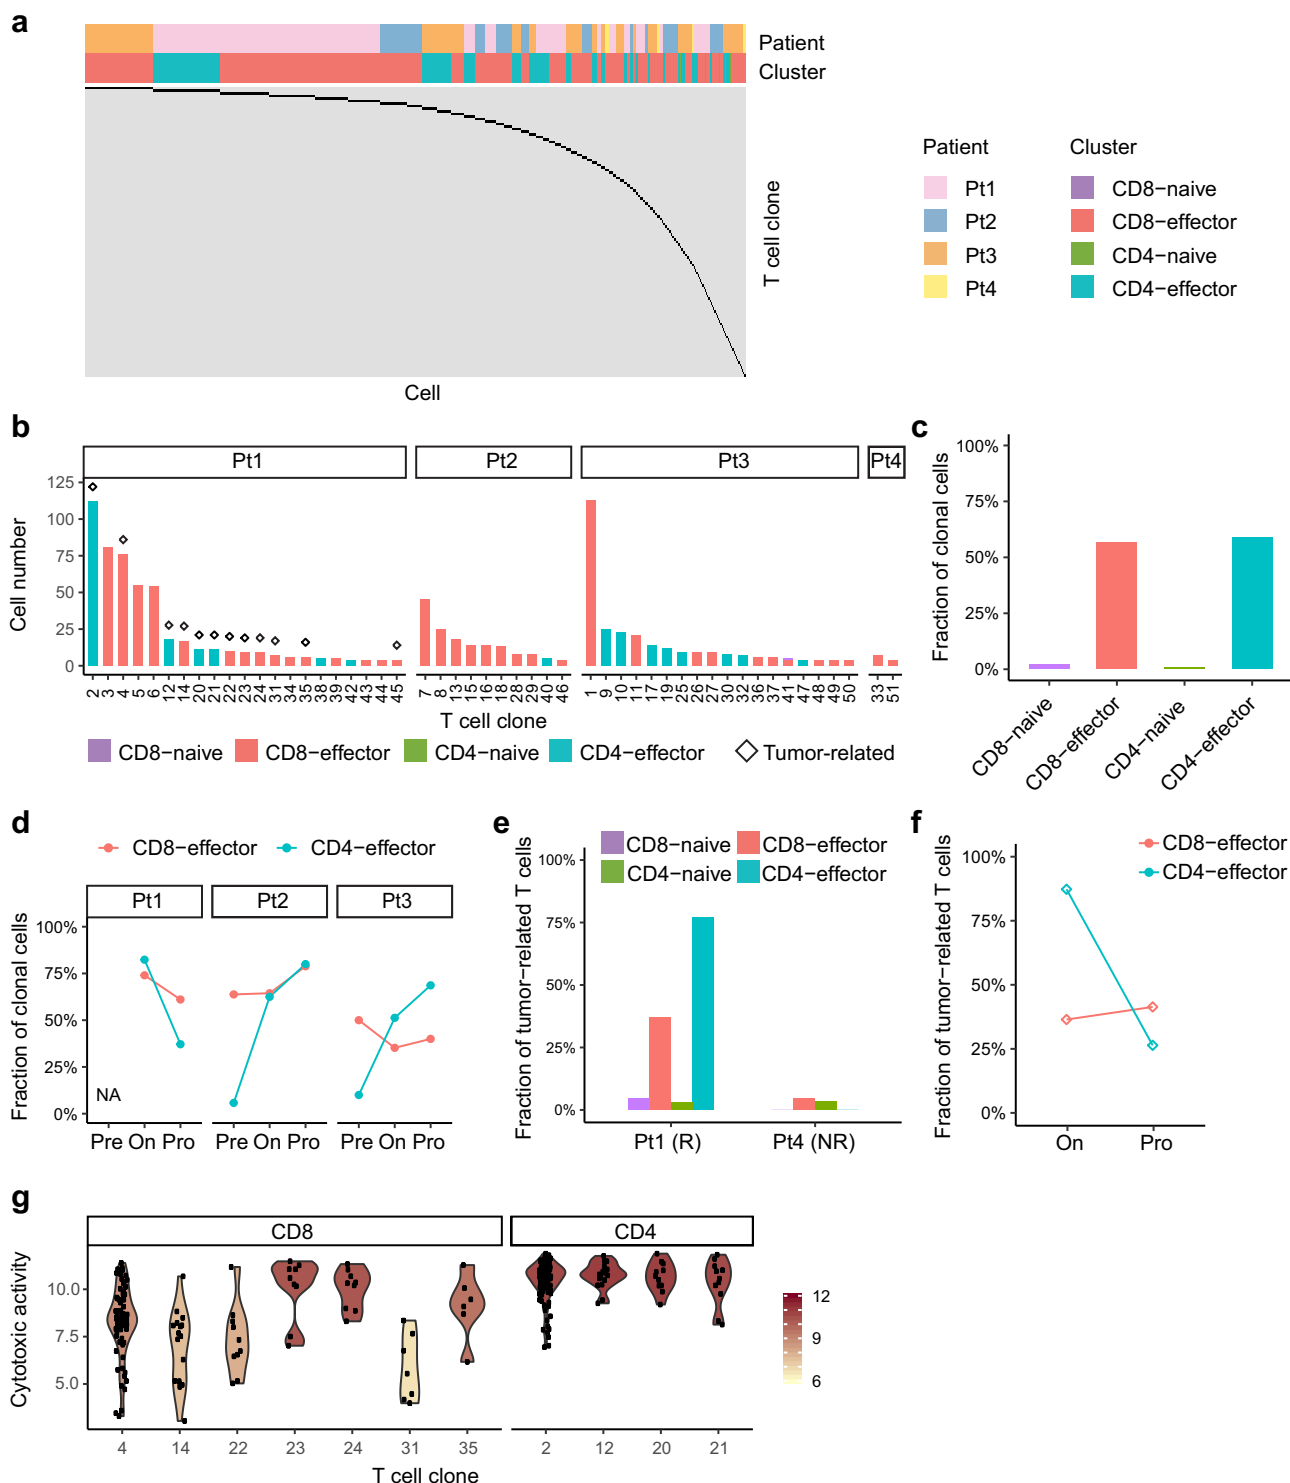 a
Patient
Cluster
T cell clone
Cell
Patient
Pt1
Pt2
Pt3
Pt4
Cluster
CD8−naive
CD8−effector
CD4−naive
CD4−effector
b
Pt1 Pt2 Pt3 Pt4
Cell number
125
100
75
50
25
0
2 3 4 5 6 12 14 20 21 22 23 24 31 34 35 38 39 42 43 44 45
7 8 13 15 16 18 28 29 40 46
1 9 10 11 17 19 25 26 27 30 32 36 37 41 47 48 49 50
33 51
T cell clone
CD8−naive CD8−effector CD4−naive CD4−effector Tumor−related
c
Fraction of clonal cells
100%
75%
50%
25%
0%
CD8−naive CD8−effector CD4−naive CD4−effector
d
CD8−effector CD4−effector
Pt1 Pt2 Pt3
Fraction of clonal cells
100%
75%
50%
25%
0%
NA
Pre On Pro Pre On Pro Pre On Pro
e
CD8−naive CD8−effector
CD4−naive CD4−effector
Fraction of tumor−related T cells
100%
75%
50%
25%
0%
Pt1 (R) Pt4 (NR)
f
CD8−effector
CD4−effector
Fraction of tumor−related T cells
100%
75%
50%
25%
0%
On Pro
g
CD8 CD4
Cytotoxic activity
10.0
7.5
5.0
4 14 22 23 24 31 35 2 12 20 21
T cell clone
12
9
6